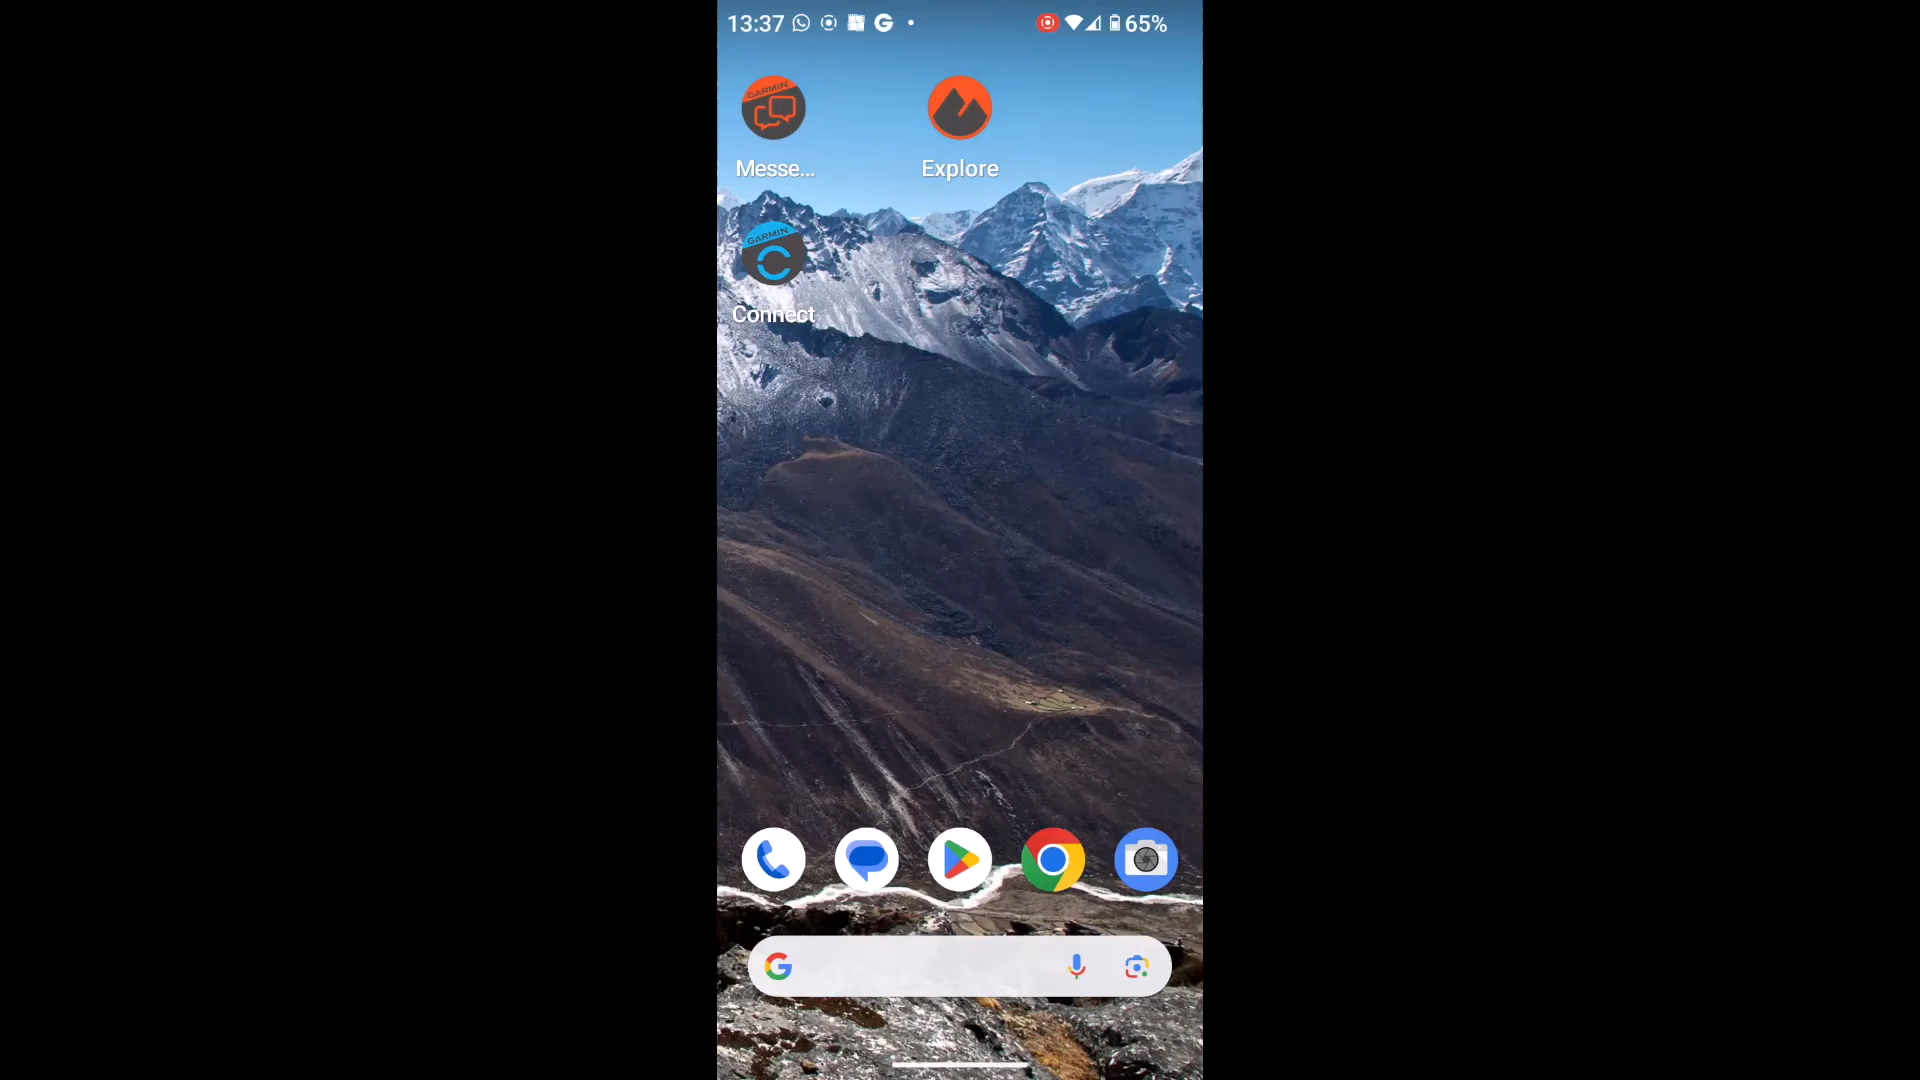 13:37 65%
GARMIN
Messe... Explore
GARMIN
Connect